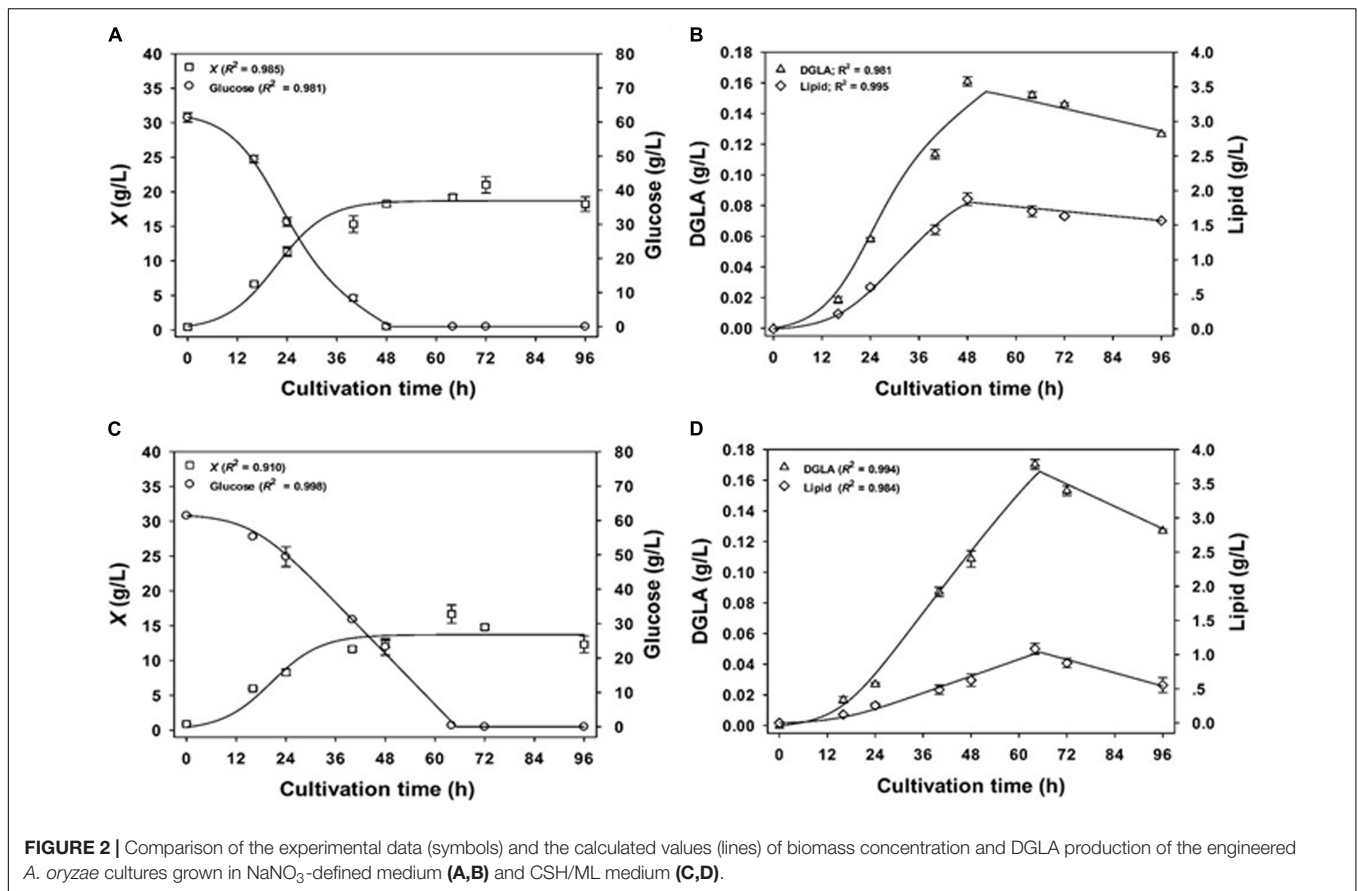 A
X (R² = 0.985)
Glucose (R² = 0.981)
X (g/L)
40
35
30
25
20
15
10
5
0
80
70
60
50
40
30
20
10
0
Glucose (g/L)
0 12 24 36 48 60 72 84 96
Cultivation time (h)
B
DGLA; R² = 0.981
Lipid; R² = 0.995
DGLA (g/L)
0.18
0.16
0.14
0.12
0.10
0.08
0.06
0.04
0.02
0.00
4.0
3.5
3.0
2.5
2.0
1.5
1.0
.5
0.0
Lipid (g/L)
0 12 24 36 48 60 72 84 96
Cultivation time (h)
C
X (R² = 0.910)
Glucose (R² = 0.998)
X (g/L)
40
35
30
25
20
15
10
5
0
80
70
60
50
40
30
20
10
0
Glucose (g/L)
0 12 24 36 48 60 72 84 96
Cultivation time (h)
D
DGLA (R² = 0.994)
Lipid (R² = 0.984)
DGLA (g/L)
0.18
0.16
0.14
0.12
0.10
0.08
0.06
0.04
0.02
0.00
4.0
3.5
3.0
2.5
2.0
1.5
1.0
.5
0.0
Lipid (g/L)
0 12 24 36 48 60 72 84 96
Cultivation time (h)
FIGURE 2 | Comparison of the experimental data (symbols) and the calculated values (lines) of biomass concentration and DGLA production of the engineered
A. oryzae cultures grown in NaNO₃-defined medium (A,B) and CSH/ML medium (C,D).